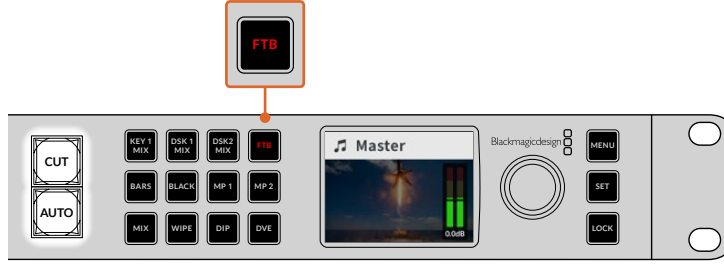 FTB
CUT
AUTO
KEY 1
MIX
DSK 1
MIX
DSK2
MIX
FTB
BARS
BLACK
MP 1
MP 2
MIX
WIPE
DIP
DVE
Master
0.0dB
Blackmagicdesign
MENU
SET
LOCK